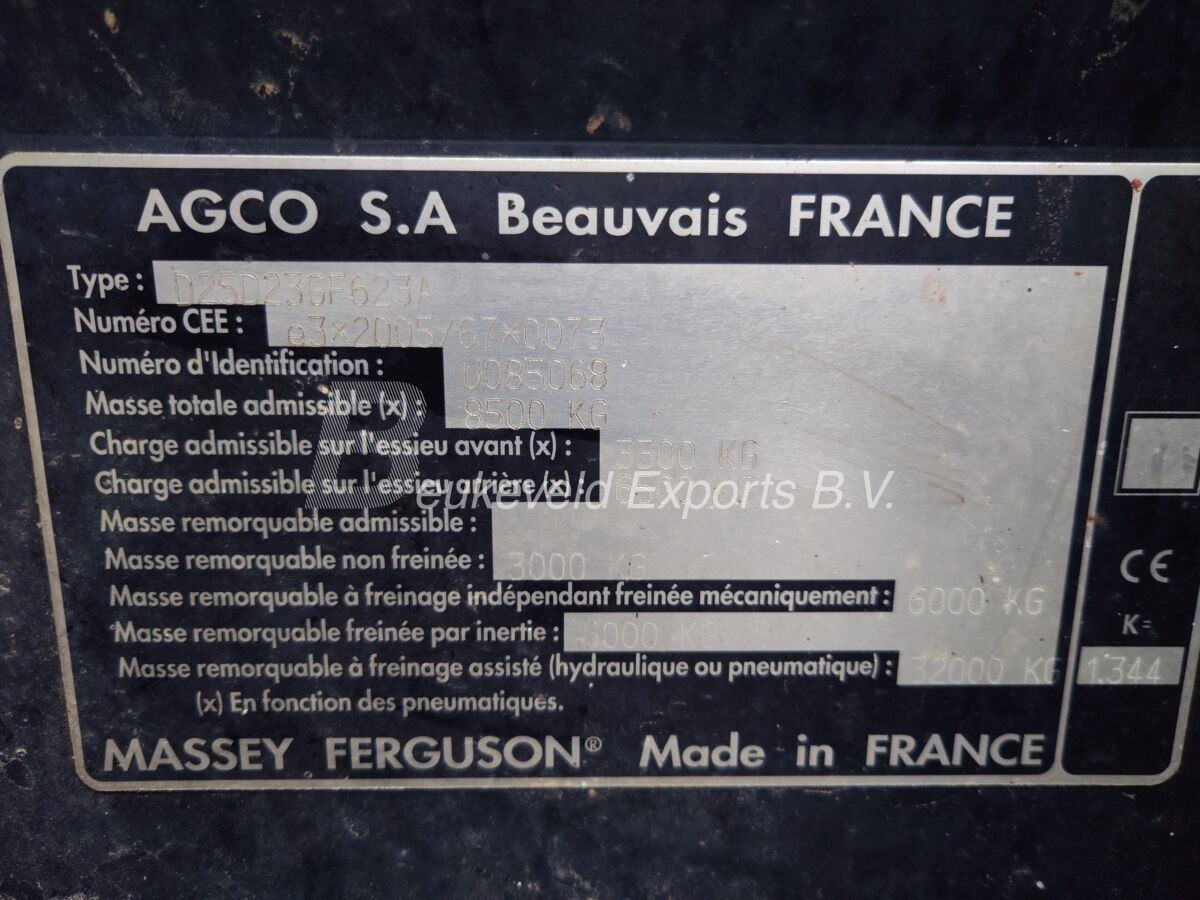 AGCO S.A Beauvais FRANCE
Type : D25D23GF623A
Numéro CEE : e3*2005/67*0073
Numéro d'Identification : U085068
Masse totale admissible (x) : 8500 KG
Charge admissible sur l'essieu avant (x) : 3300 KG
Charge admissible sur l'essieu arrière (x) :
Beukeveld Exports B.V.
Masse remorquable admissible :
Masse remorquable non freinée : 3000 KG
Masse remorquable à freinage indépendant freinée mécaniquement : 6000 KG
Masse remorquable freinée par inertie : 6000 KG
Masse remorquable à freinage assisté (hydraulique ou pneumatique) : 32000 KG
(x) En fonction des pneumatiques.
MASSEY FERGUSON® Made in FRANCE
CE
K=
1.344